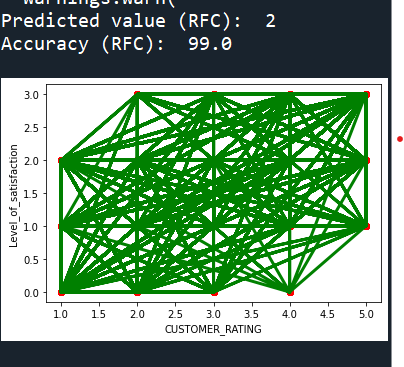 Warnings.Warn(
Predicted value (RFC):  2
Accuracy (RFC):  99.0
3.0
2.5
2.0
1.5
1.0
0.5
0.0
Level_of_satisfaction
1.0 1.5 2.0 2.5 3.0 3.5 4.0 4.5 5.0
CUSTOMER_RATING